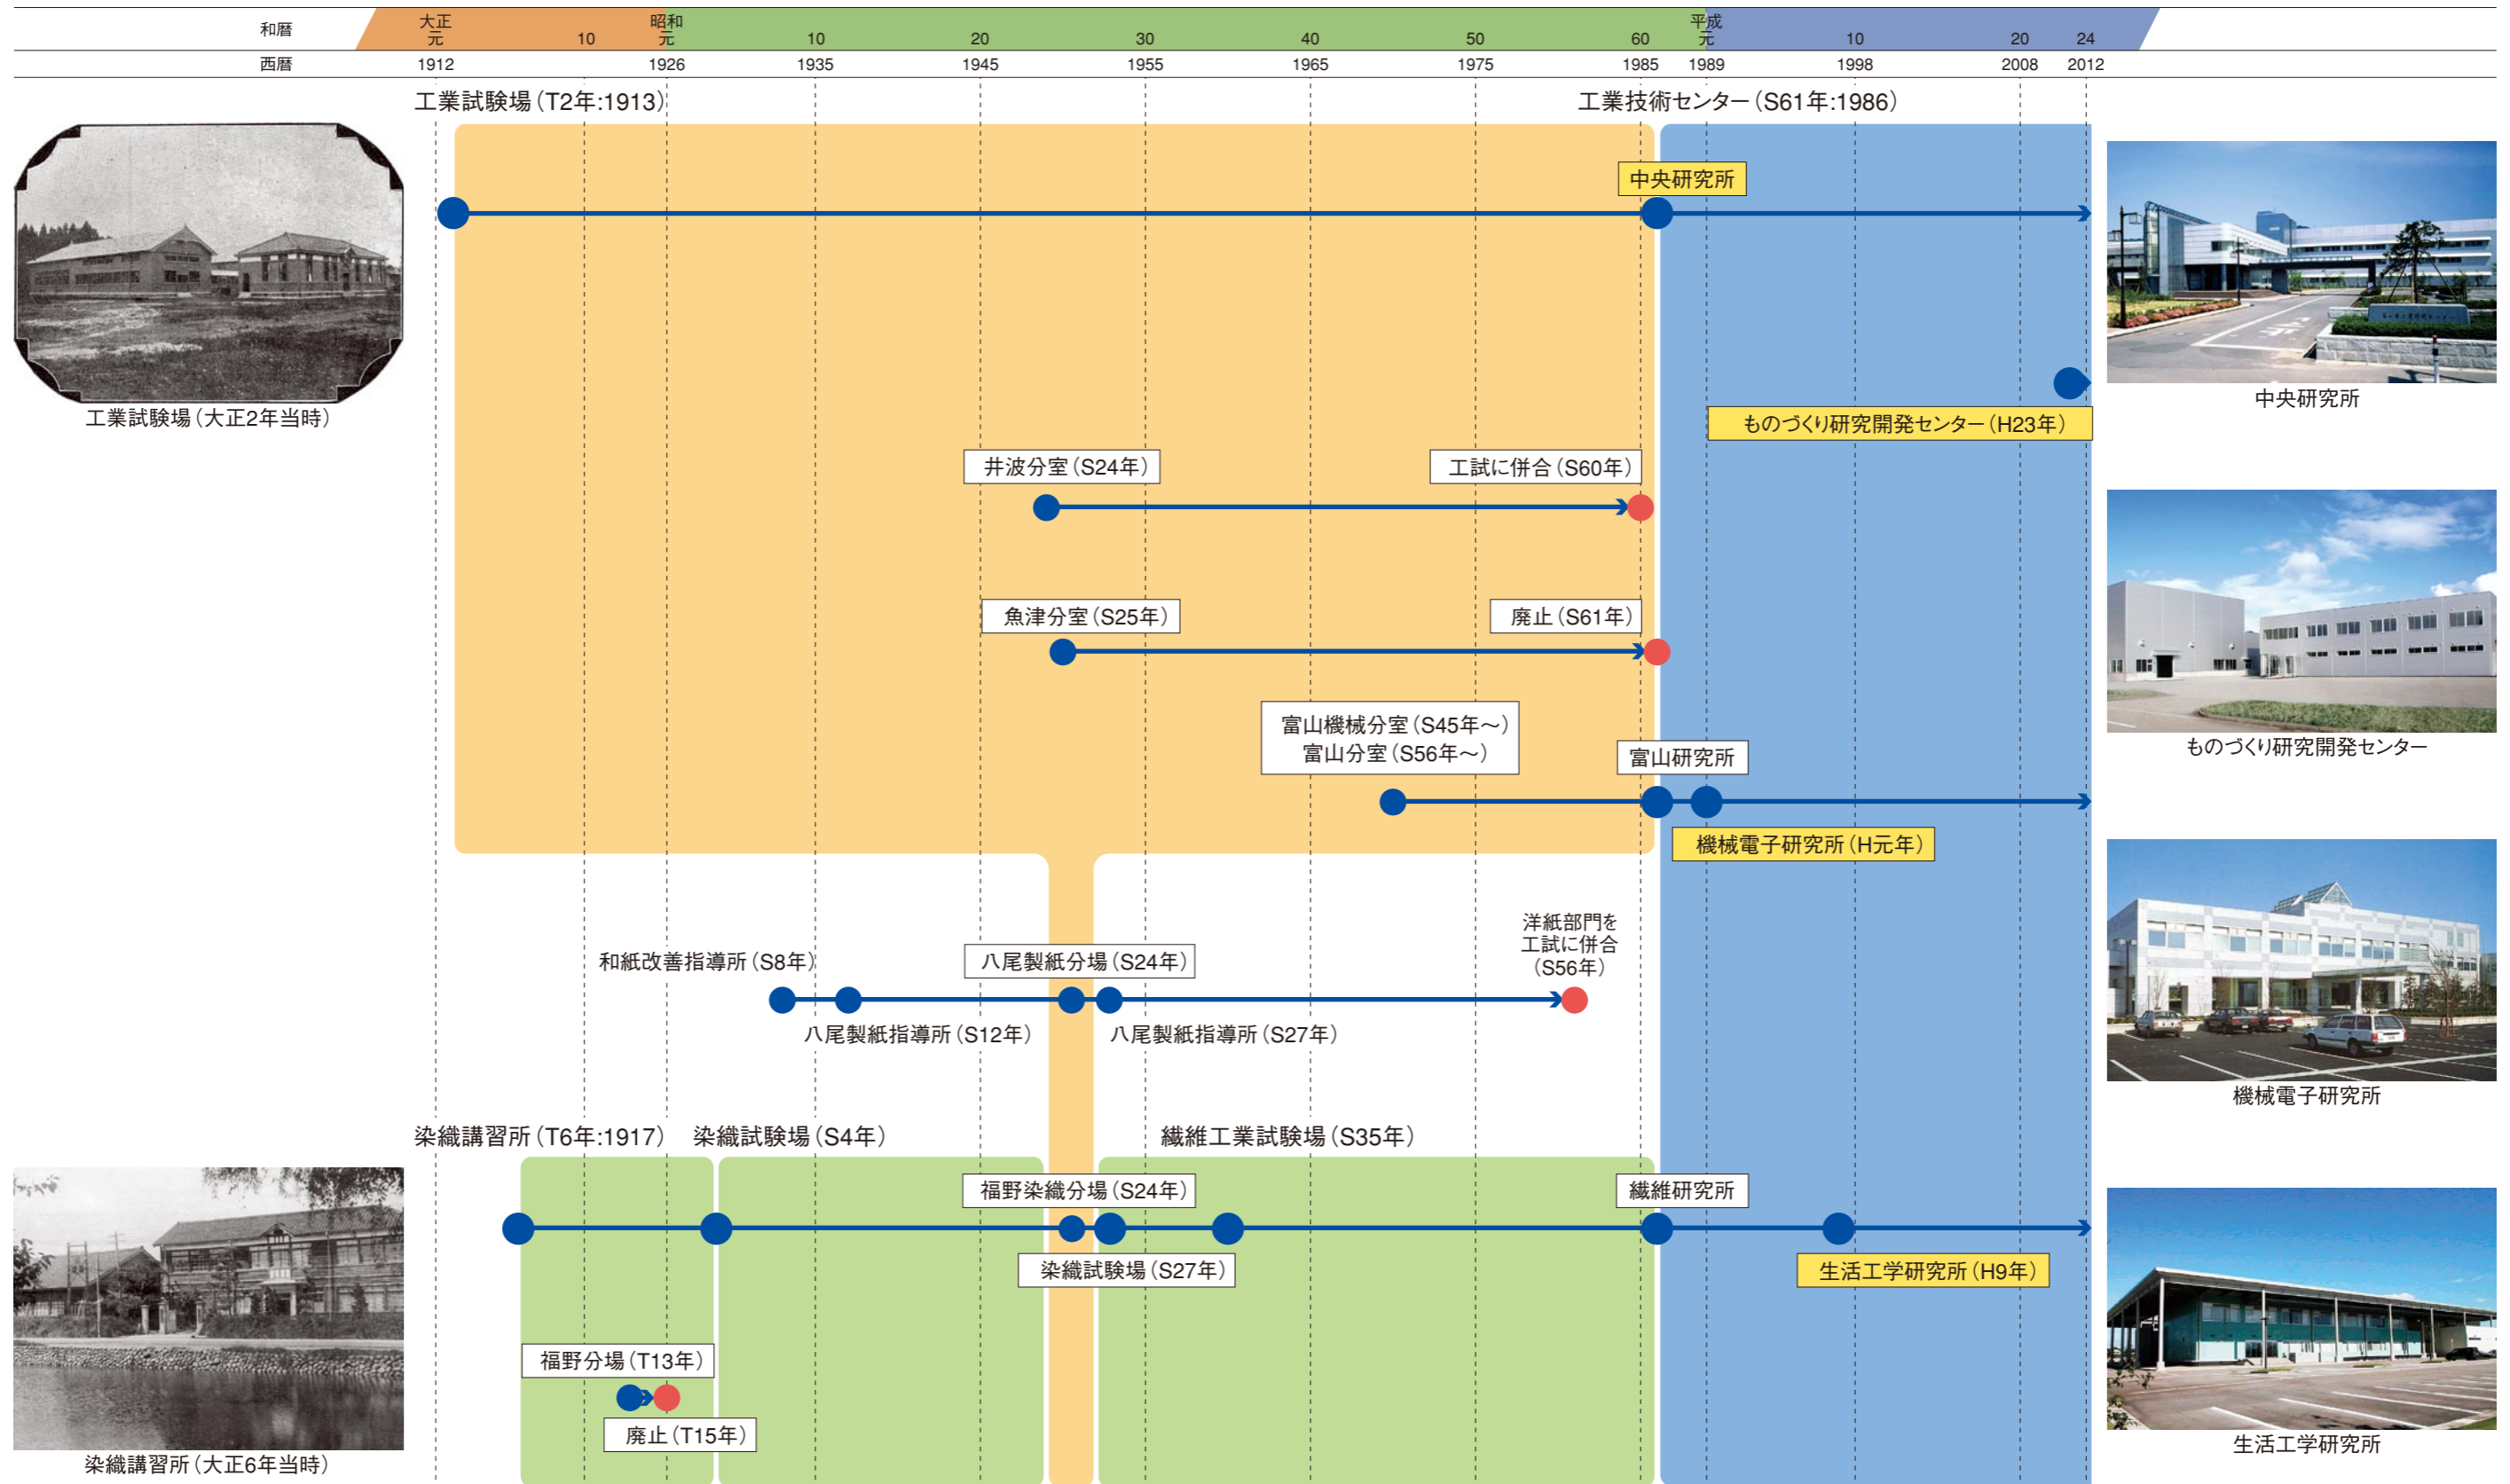 和暦
大正
元
10
昭和
元
10
20
30
40
50
60
平成
元
10
20
24
西暦
1912
1926
1935
1945
1955
1965
1975
1985
1989
1998
2008
2012
工業試験場（T2年:1913）
工業技術センター（S61年:1986）
中央研究所
工業試験場（大正2年当時）
中央研究所
ものづくり研究開発センター（H23年）
井波分室（S24年）
工試に併合（S60年）
魚津分室（S25年）
廃止（S61年）
富山機械分室（S45年～）
富山分室（S56年～）
富山研究所
ものづくり研究開発センター
機械電子研究所（H元年）
洋紙部門を
工試に併合
（S56年）
和紙改善指導所（S8年）
八尾製紙分場（S24年）
八尾製紙指導所（S12年）
八尾製紙指導所（S27年）
機械電子研究所
染織講習所（T6年:1917）
染織試験場（S4年）
繊維工業試験場（S35年）
福野染織分場（S24年）
繊維研究所
染織試験場（S27年）
生活工学研究所（H9年）
福野分場（T13年）
廃止（T15年）
染織講習所（大正6年当時）
生活工学研究所